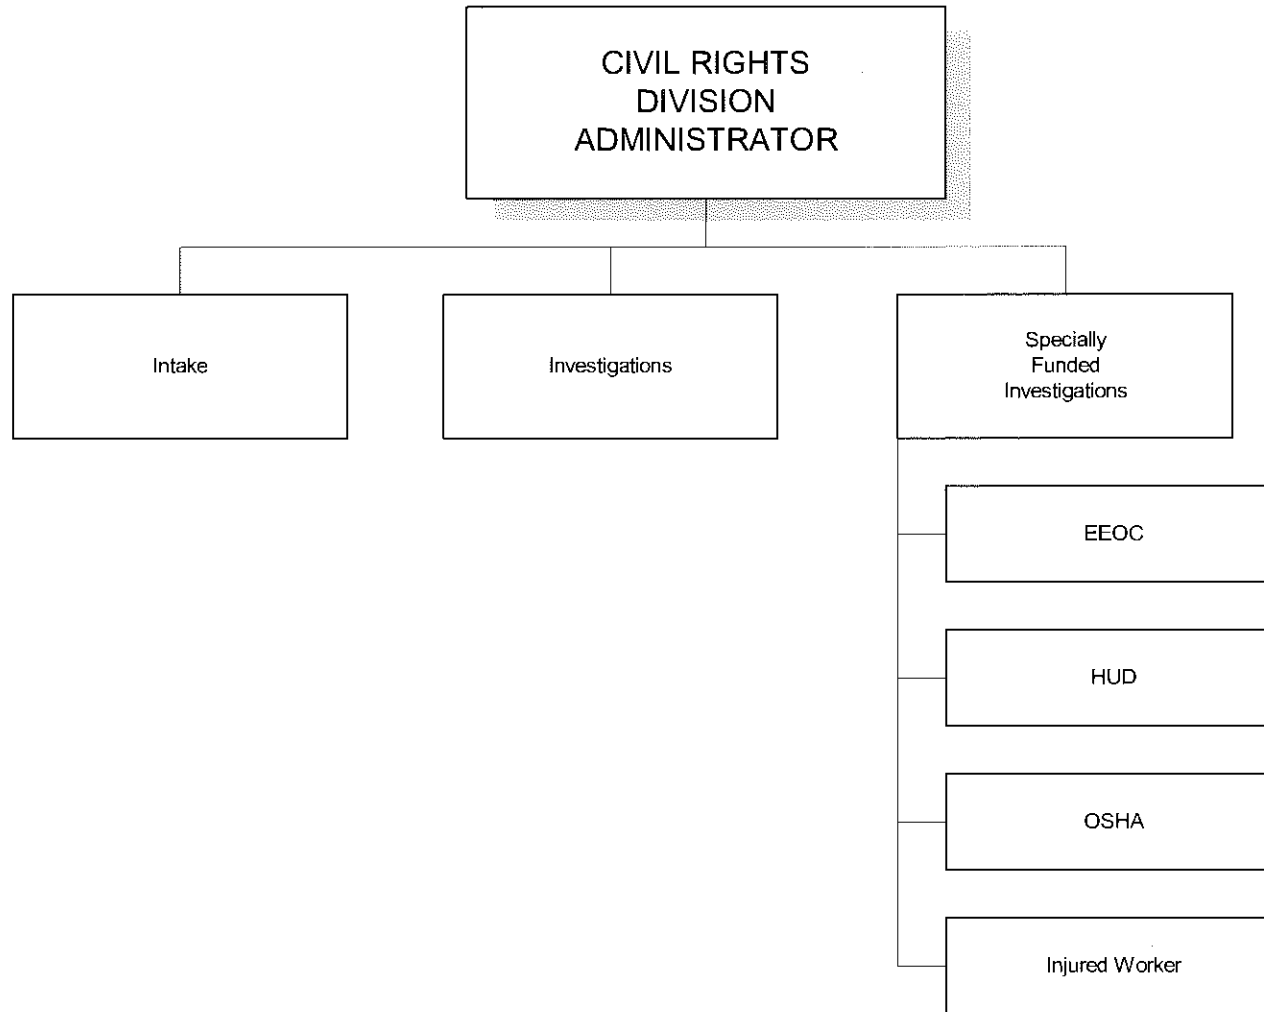 CIVIL RIGHTS
DIVISION
ADMINISTRATOR
Intake
Investigations
Specially
Funded
Investigations
EEOC
HUD
OSHA
Injured Worker